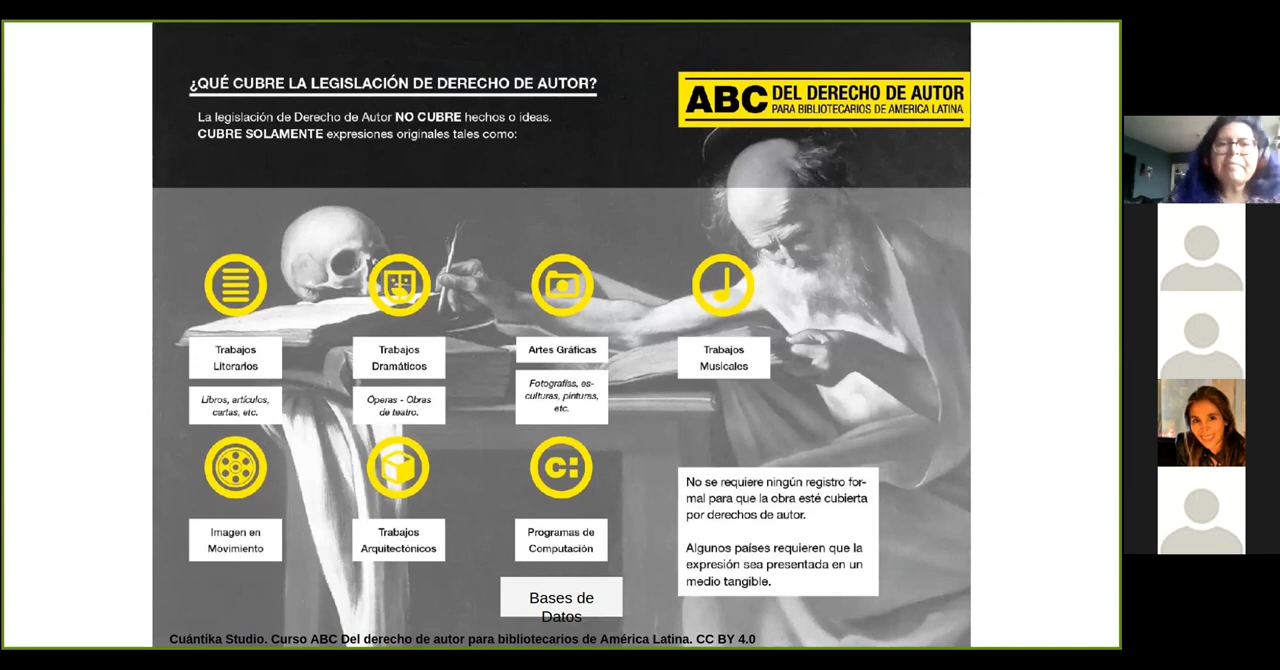 ¿QUÉ CUBRE LA LEGISLACIÓN DE DERECHO DE AUTOR?
La legislación de Derecho de Autor NO CUBRE hechos o ideas.
CUBRE SOLAMENTE expresiones originales tales como:
ABC DEL DERECHO DE AUTOR
PARA BIBLIOTECARIOS DE AMERICA LATINA
Trabajos
Literarios
Libros, artículos,
cartas, etc.
Trabajos
Dramáticos
Óperas - Obras
de teatro.
Artes Gráficas
Fotografías, es-
culturas, pinturas,
etc.
Trabajos
Musicales
Imagen en
Movimiento
Trabajos
Arquitectónicos
C:
Programas de
Computación
Bases de
Datos
No se requiere ningún registro for-
mal para que la obra esté cubierta
por derechos de autor.
Algunos países requieren que la
expresión sea presentada en un
medio tangible.
Cuántika Studio. Curso ABC Del derecho de autor para bibliotecarios de América Latina. CC BY 4.0